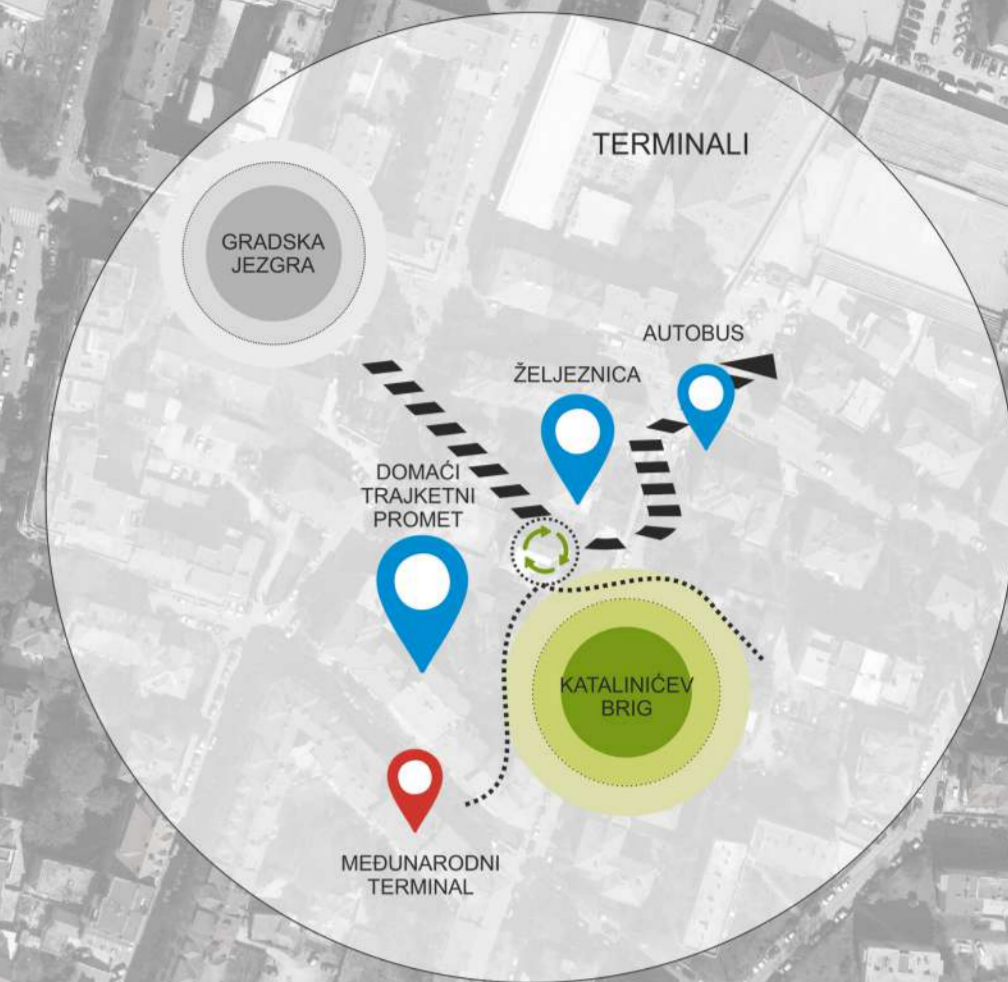 TERMINALI
GRADSKA
JEZGRA
AUTOBUS
ŽELJEZNICA
DOMAĆI
TRAJKETNI
PROMET
KATALINIĆEV
BRIG
MEĐUNARODNI
TERMINAL